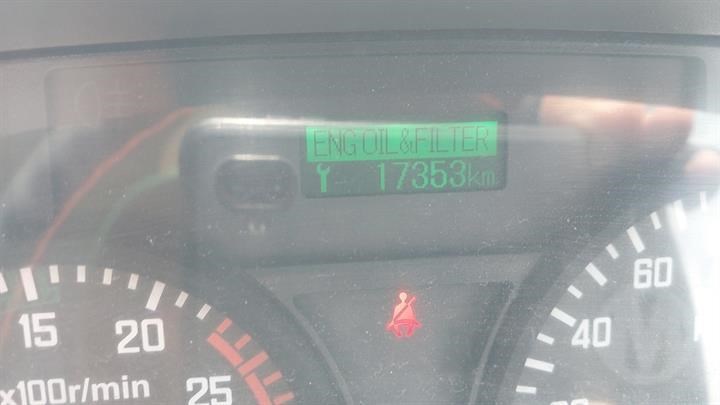 ENG OIL&FILTER
17353km
M
60
15
20
40
x100r/min
25